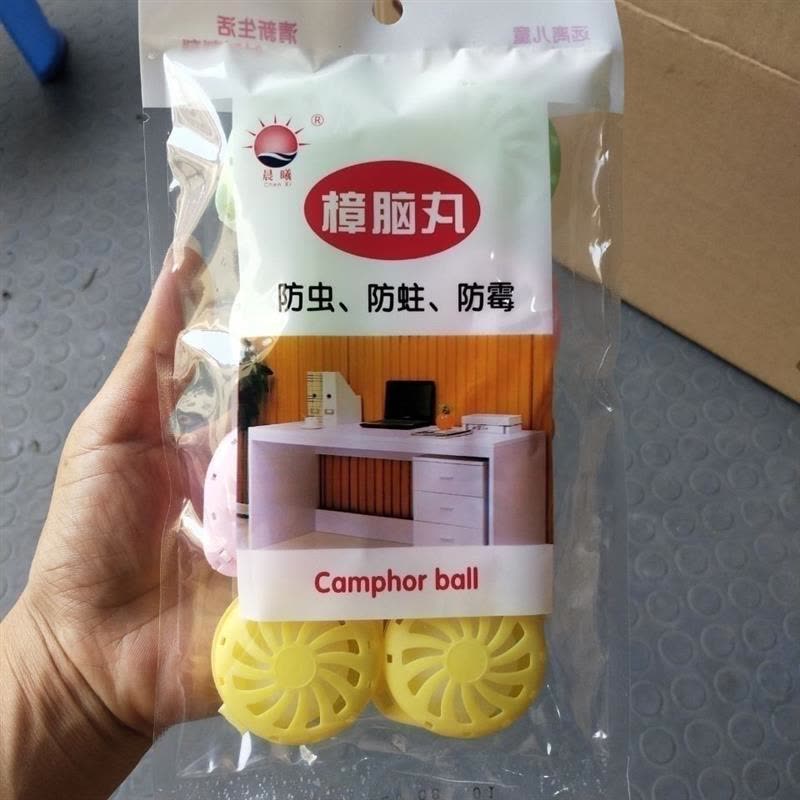 清新生活
远离儿童
®
晨曦
Chen Xi
樟脑丸
防虫、防蛀、防霉
Camphor ball